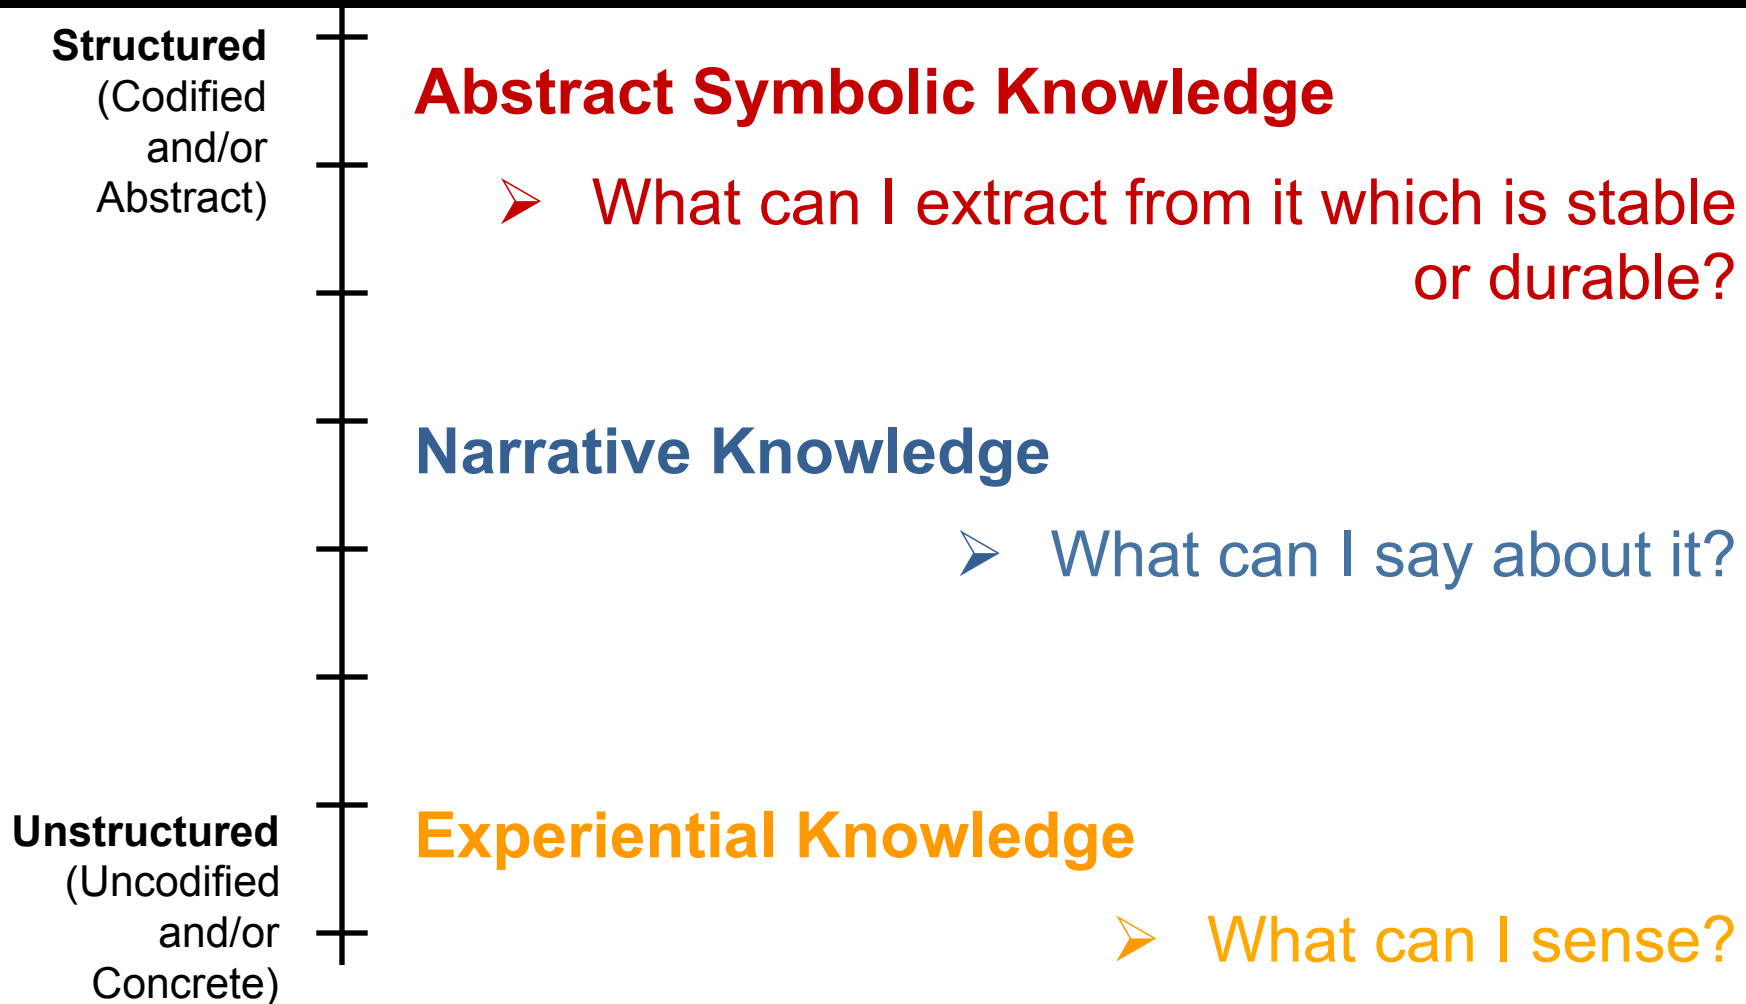 Structured
(Codified
and/or
Abstract)
Abstract Symbolic Knowledge
➢ What can I extract from it which is stable
or durable?
Narrative Knowledge
➢ What can I say about it?
Unstructured
(Uncodified
and/or
Concrete)
Experiential Knowledge
➢ What can I sense?